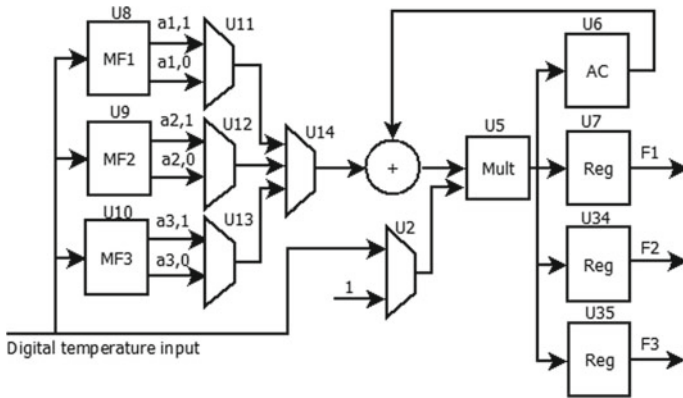 U8
a1,1
U11
U6
MF1
a1,0
AC
U9
a2,1
U12
U14
U5
U7
F1
MF2
a2,0
+
Mult
Reg
U10
a3,1
U13
U2
U34
F2
MF3
a3,0
Reg
1
U35
F3
Digital temperature input
Reg